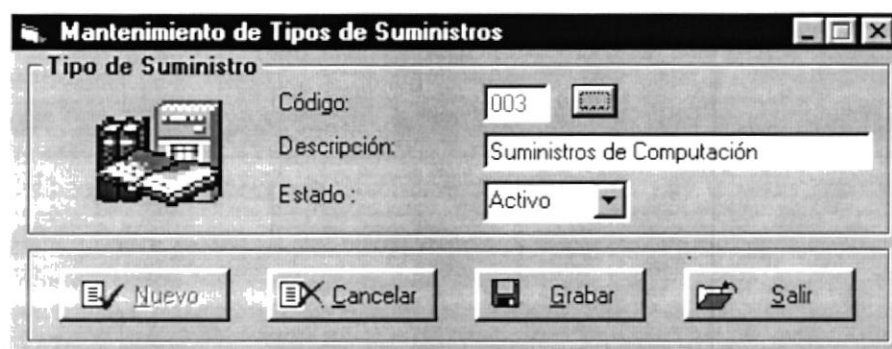 Mantenimiento de Tipos de Suministros
Tipo de Suministro
Código: 003
Descripción: Suministros de Computación
Estado : Activo
Nuevo Cancelar Grabar Salir